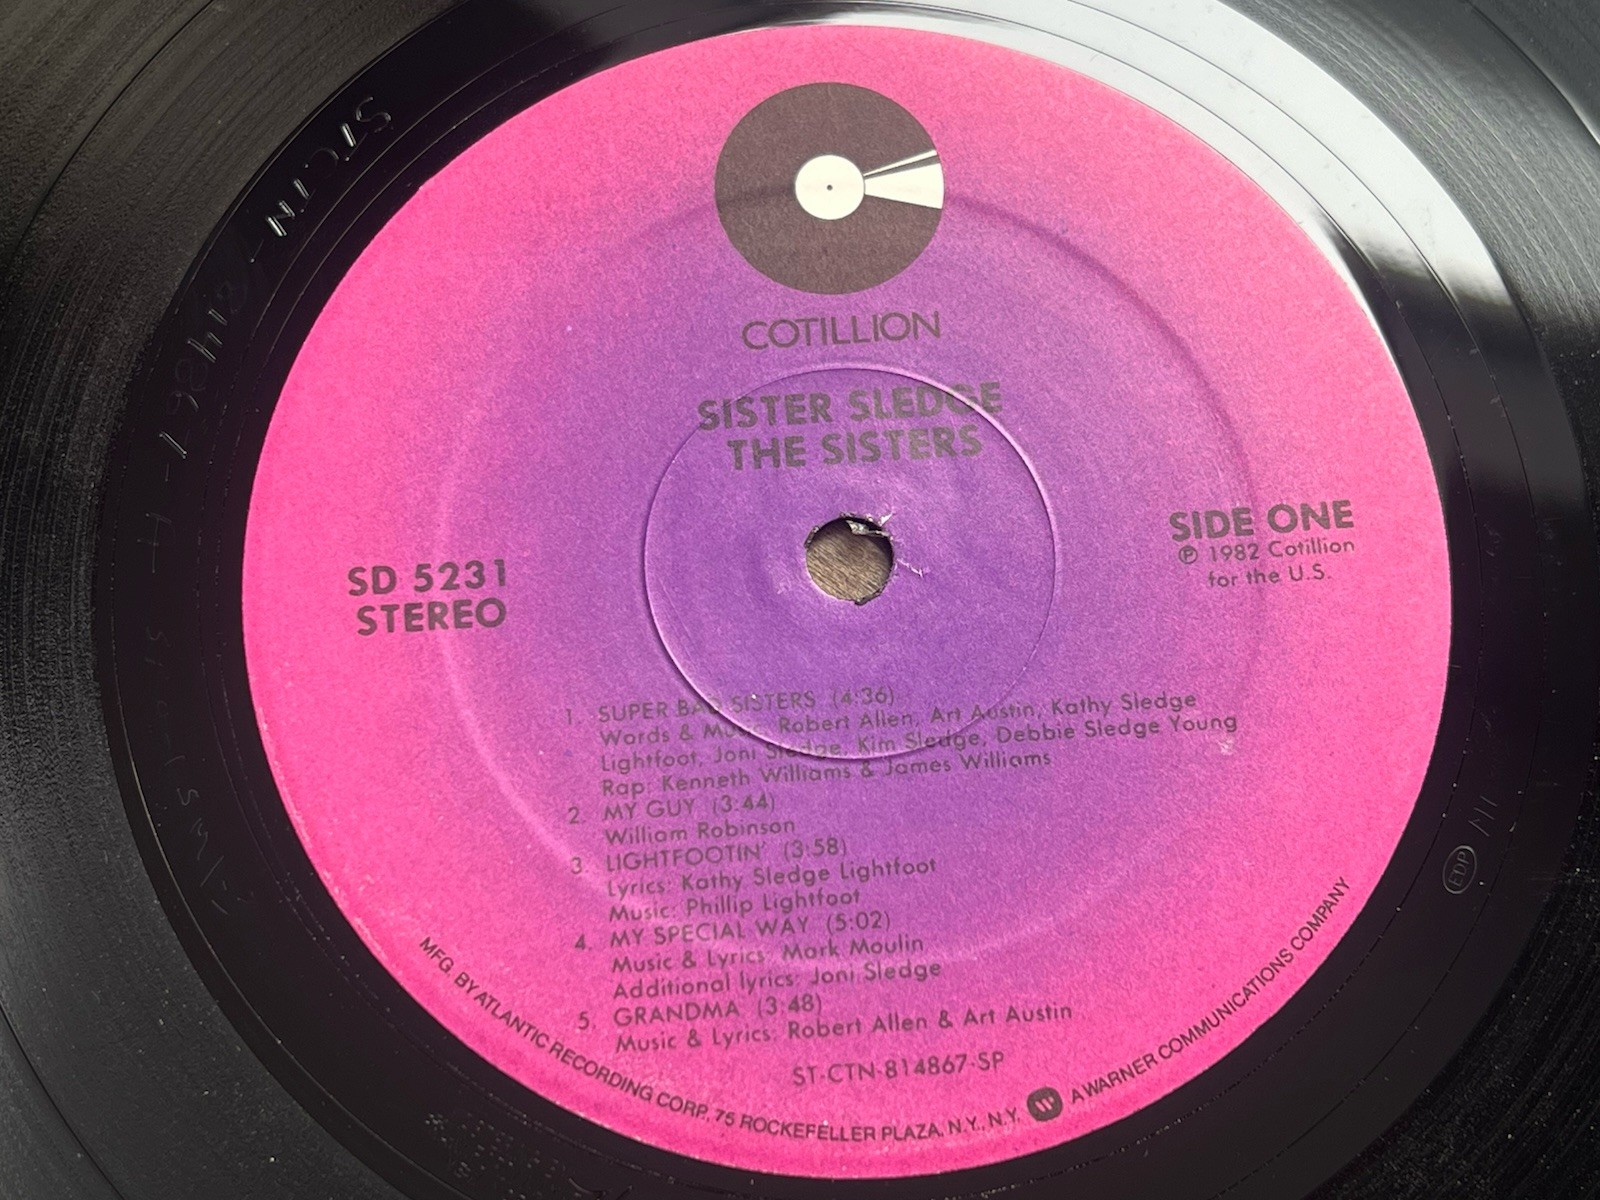 COTILLION
SISTER SLEDGE
THE SISTERS
SIDE ONE
℗ 1982 Cotillion
for the U.S.
SD 5231
STEREO
1. SUPER BAD SISTERS (4:36)
Words & Music: Robert Allen, Art Austin, Kathy Sledge
Lightfoot, Joni Sledge, Kim Sledge, Debbie Sledge Young
Rap: Kenneth Williams & James Williams
2. MY GUY (3:44)
William Robinson
3. LIGHTFOOTIN' (3:58)
Lyrics: Kathy Sledge Lightfoot
Music: Phillip Lightfoot
4. MY SPECIAL WAY (5:02)
Music & Lyrics: Mark Moulin
Additional lyrics: Joni Sledge
5. GRANDMA (3:48)
Music & Lyrics: Robert Allen & Art Austin
ST-CTN-814867-SP
MFG. BY ATLANTIC RECORDING CORP., 75 ROCKEFELLER PLAZA, N.Y., N.Y. A WARNER COMMUNICATIONS COMPANY
EDP